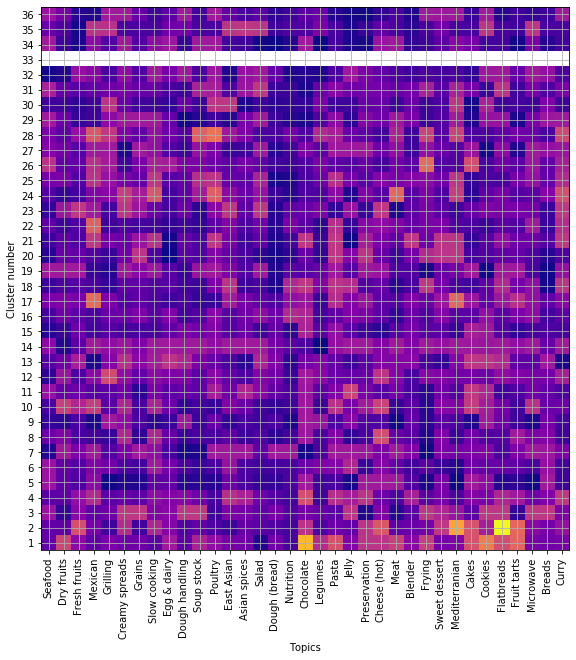 36
35
34
33
32
31
30
29
28
27
26
25
24
23
22
21
20
19
18
17
16
15
14
13
12
11
10
9
8
7
6
5
4
3
2
1
Cluster number
Seafood
Dry fruits
Fresh fruits
Mexican
Grilling
Creamy spreads
Grains
Slow cooking
Egg & dairy
Dough handling
Soup stock
Poultry
East Asian
Asian spices
Salad
Dough (bread)
Nutrition
Chocolate
Legumes
Pasta
Jelly
Preservation
Cheese (hot)
Meat
Blender
Frying
Sweet dessert
Mediterranean
Cakes
Cookies
Flatbreads
Fruit tarts
Microwave
Breads
Curry
Topics